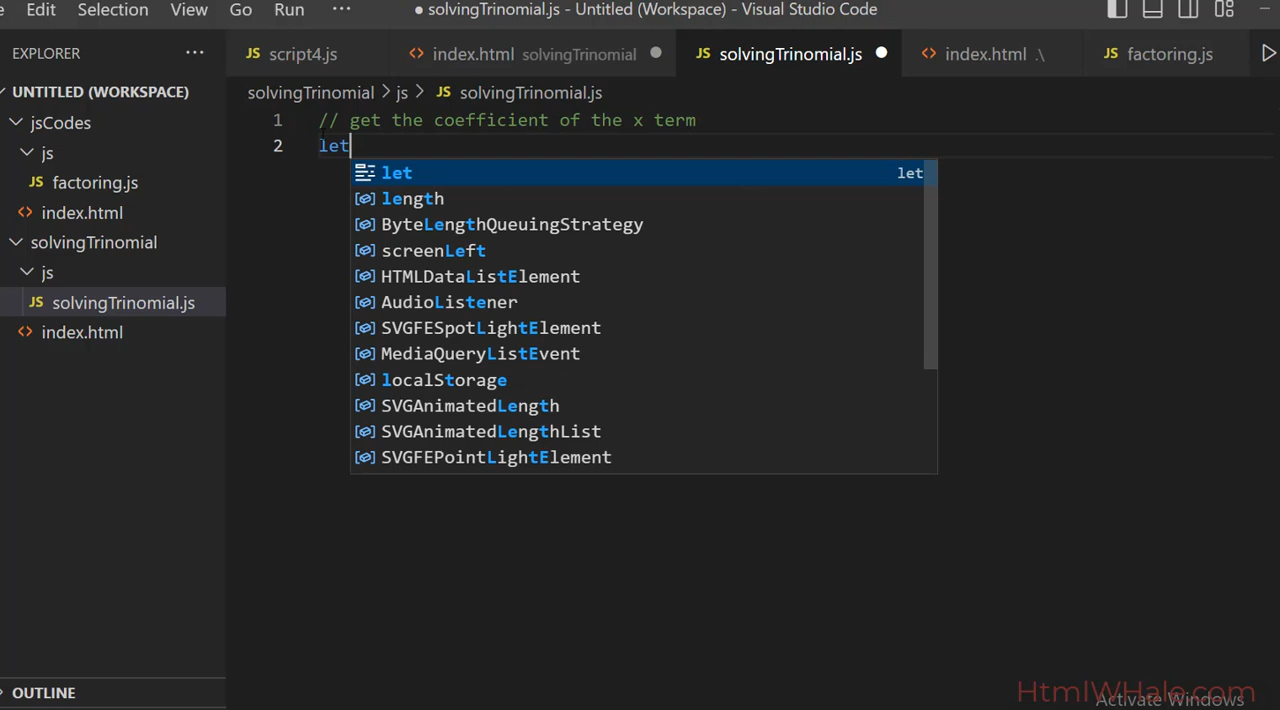 e Edit Selection View Go Run ··· ● solvingTrinomial.js - Untitled (Workspace) - Visual Studio Code
EXPLORER ···
JS script4.js <> index.html solvingTrinomial ● JS solvingTrinomial.js ● <> index.html .\ JS factoring.js
UNTITLED (WORKSPACE)
jsCodes
js
JS factoring.js
<> index.html
solvingTrinomial
js
JS solvingTrinomial.js
<> index.html
OUTLINE
solvingTrinomial > js > JS solvingTrinomial.js
1 // get the coefficient of the x term
2 let
let let
length
ByteLengthQueuingStrategy
screenLeft
HTMLDataListElement
AudioListener
SVGFESpotLightElement
MediaQueryListEvent
localStorage
SVGAnimatedLength
SVGAnimatedLengthList
SVGFEPointLightElement
HtmlWHale.com
Activate Windows